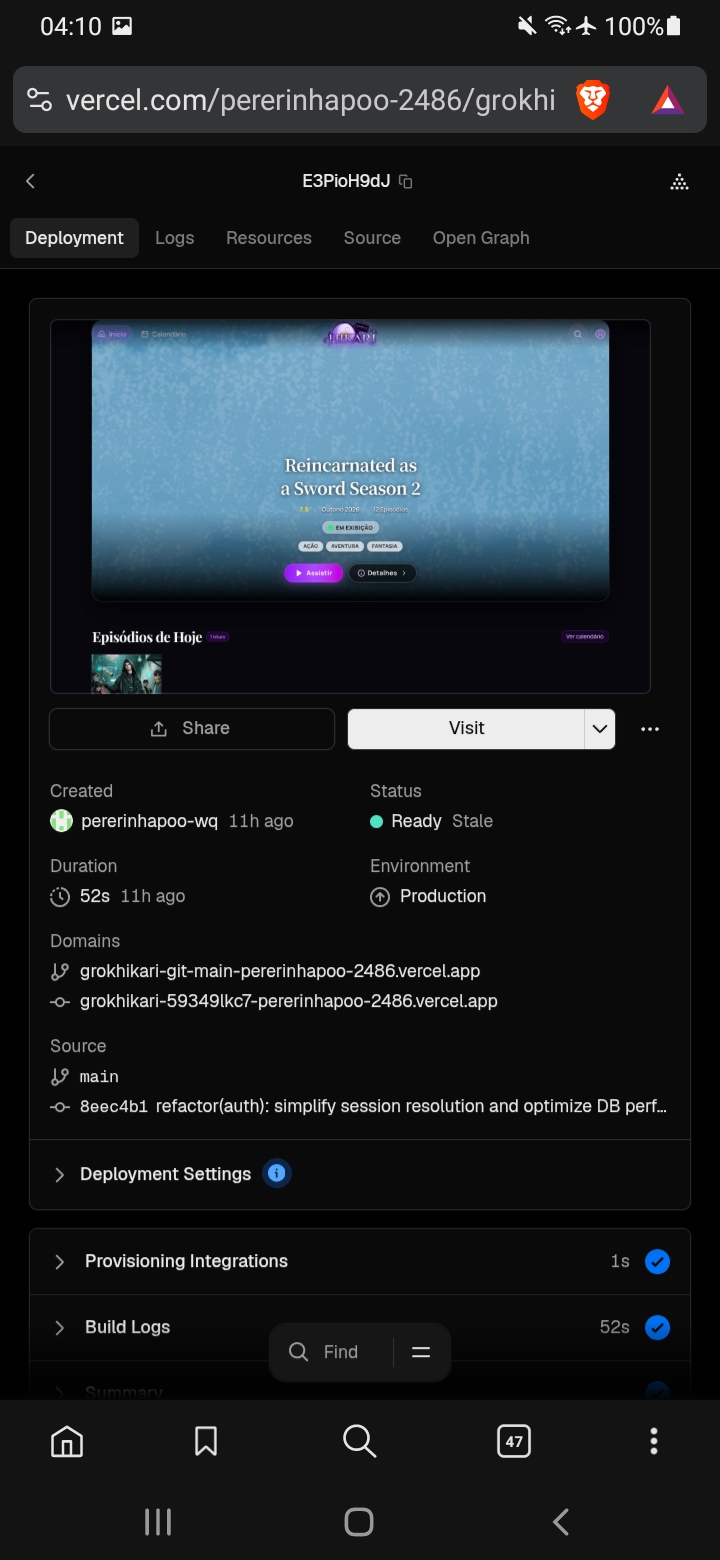 04:10
100%
vercel.com/pererinhapoo-2486/grokhi
E3PioH9dJ
Deployment Logs Resources Source Open Graph
Início Calendário
HIKARI
Reincarnated as
a Sword Season 2
7.8 Outono 2026 12 Episódios
EM EXIBIÇÃO
AÇÃO AVENTURA FANTASIA
Assistir Detalhes
Episódios de Hoje Ver calendário
Share Visit
Created Status
pererinhapoo-wq 11h ago Ready Stale
Duration Environment
52s 11h ago Production
Domains
grokhikari-git-main-pererinhapoo-2486.vercel.app
grokhikari-59349lkc7-pererinhapoo-2486.vercel.app
Source
main
8eec4b1 refactor(auth): simplify session resolution and optimize DB perf...
Deployment Settings
Provisioning Integrations 1s
Build Logs 52s
Find
Summary
47